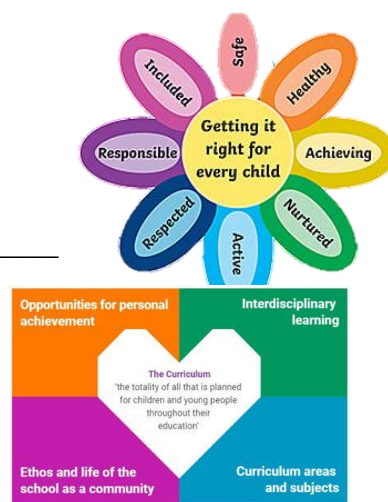 Safe
Included
Healthy
Getting it
right for
every child
Responsible
Achieving
Respected
Nurtured
Active
Opportunities for personal
achievement
Interdisciplinary
learning
The Curriculum
'the totality of all that is planned
for children and young people
throughout their
education'
Ethos and life of the
school as a community
Curriculum areas
and subjects